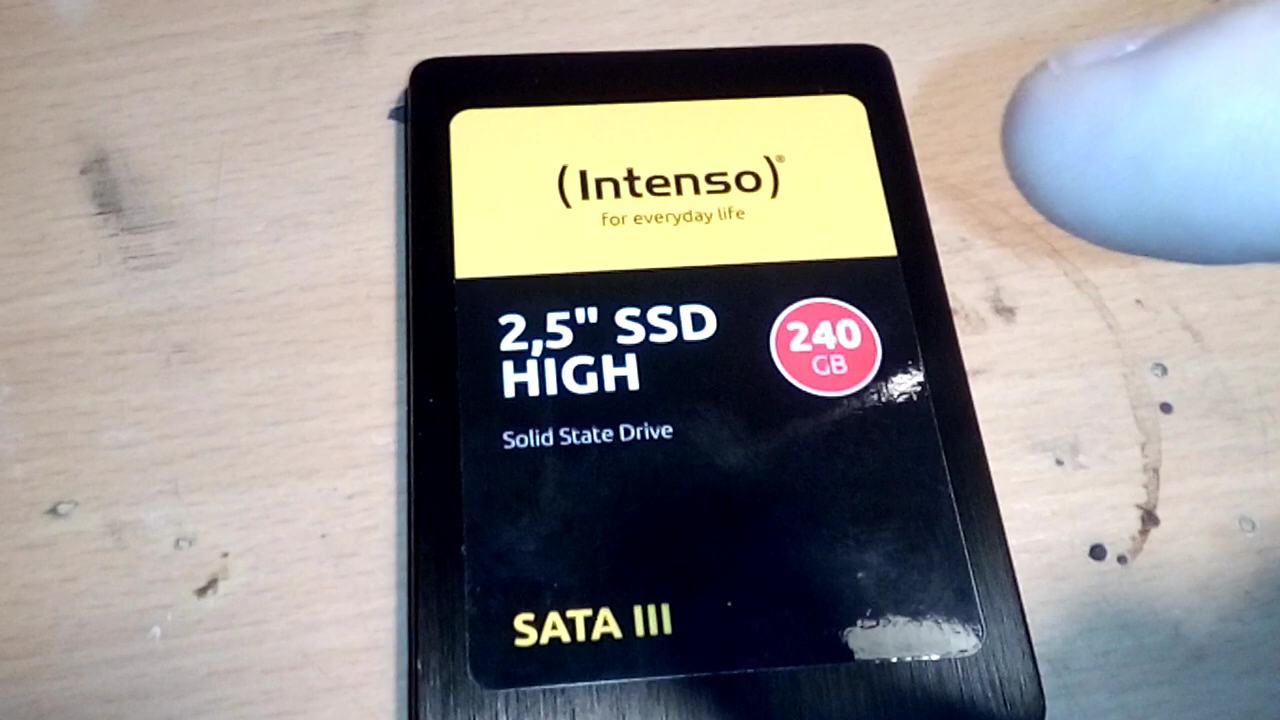 (Intenso)®
for everyday life
2,5" SSD
HIGH
240
GB
Solid State Drive
SATA III